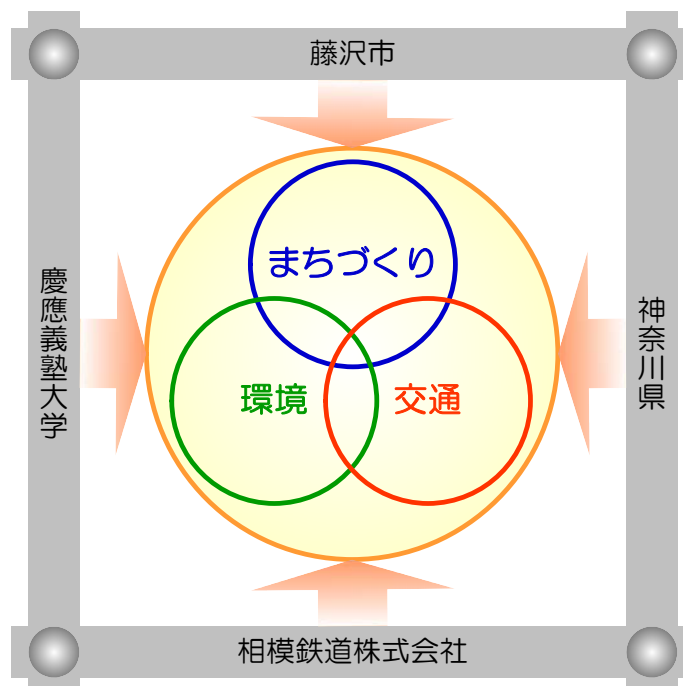 藤沢市
慶應義塾大学
まちづくり
環境
交通
神奈川県
相模鉄道株式会社